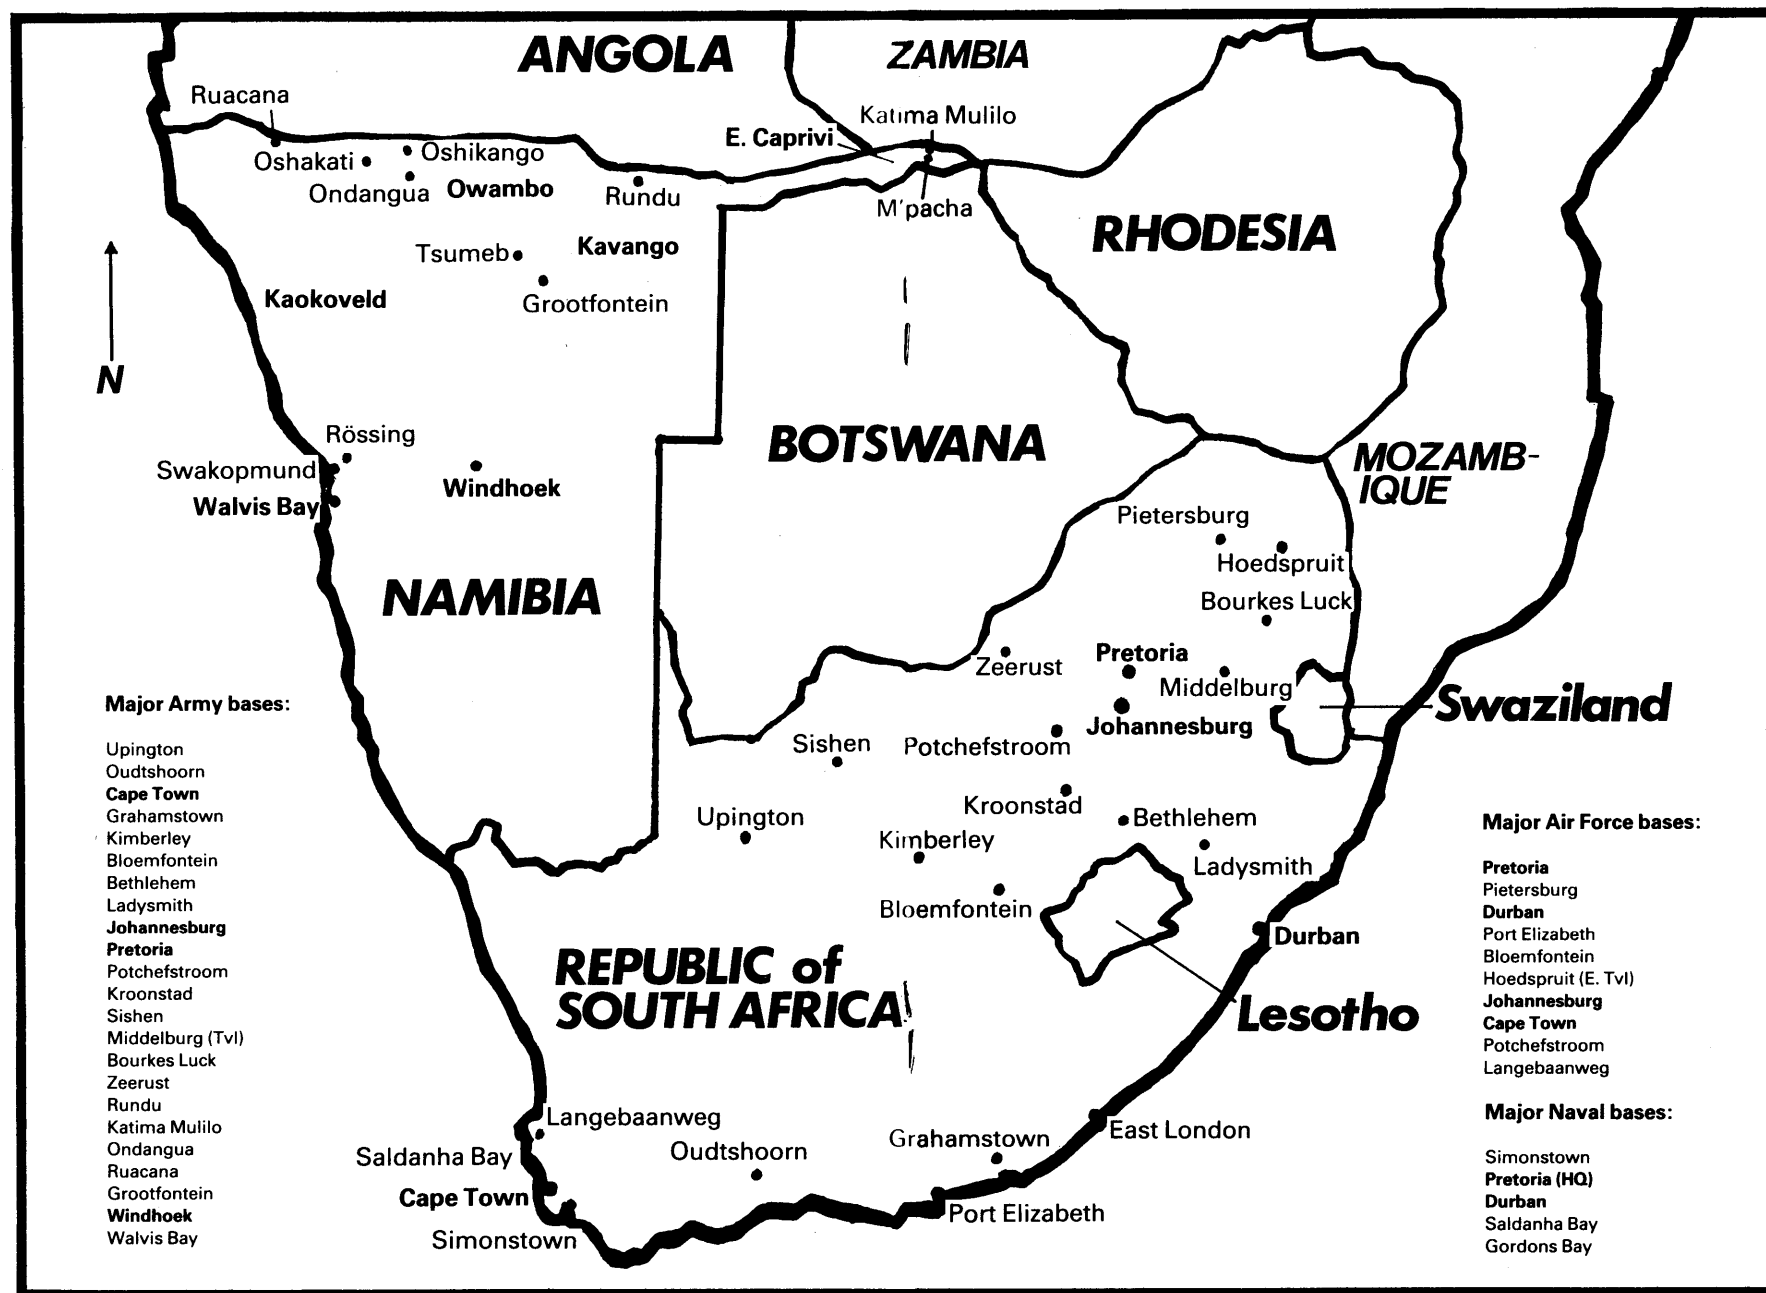 ANGOLA
ZAMBIA
Ruacana
Katima Mulilo
E. Caprivi
Oshikango
Oshakati
Ondangua
Owambo
Rundu
M'pacha
RHODESIA
Tsumeb
Kavango
Kaokoveld
Grootfontein
N
Rössing
Swakopmund
Walvis Bay
Windhoek
BOTSWANA
MOZAMB-
IQUE
Pietersburg
Hoedspruit
Bourkes Luck
NAMIBIA
Zeerust
Pretoria
Middelburg
Swaziland
Johannesburg
Sishen
Potchefstroom
Kroonstad
Upington
Kimberley
Bethlehem
Ladysmith
Bloemfontein
Durban
REPUBLIC of
SOUTH AFRICA
Lesotho
Langebaanweg
Saldanha Bay
Oudtshoorn
Grahamstown
East London
Cape Town
Port Elizabeth
Simonstown
Major Army bases:
Upington
Oudtshoorn
Cape Town
Grahamstown
Kimberley
Bloemfontein
Bethlehem
Ladysmith
Johannesburg
Pretoria
Potchefstroom
Kroonstad
Sishen
Middelburg (Tvl)
Bourkes Luck
Zeerust
Rundu
Katima Mulilo
Ondangua
Ruacana
Grootfontein
Windhoek
Walvis Bay
Major Air Force bases:
Pretoria
Pietersburg
Durban
Port Elizabeth
Bloemfontein
Hoedspruit (E. Tvl)
Johannesburg
Cape Town
Potchefstroom
Langebaanweg
Major Naval bases:
Simonstown
Pretoria (HQ)
Durban
Saldanha Bay
Gordons Bay